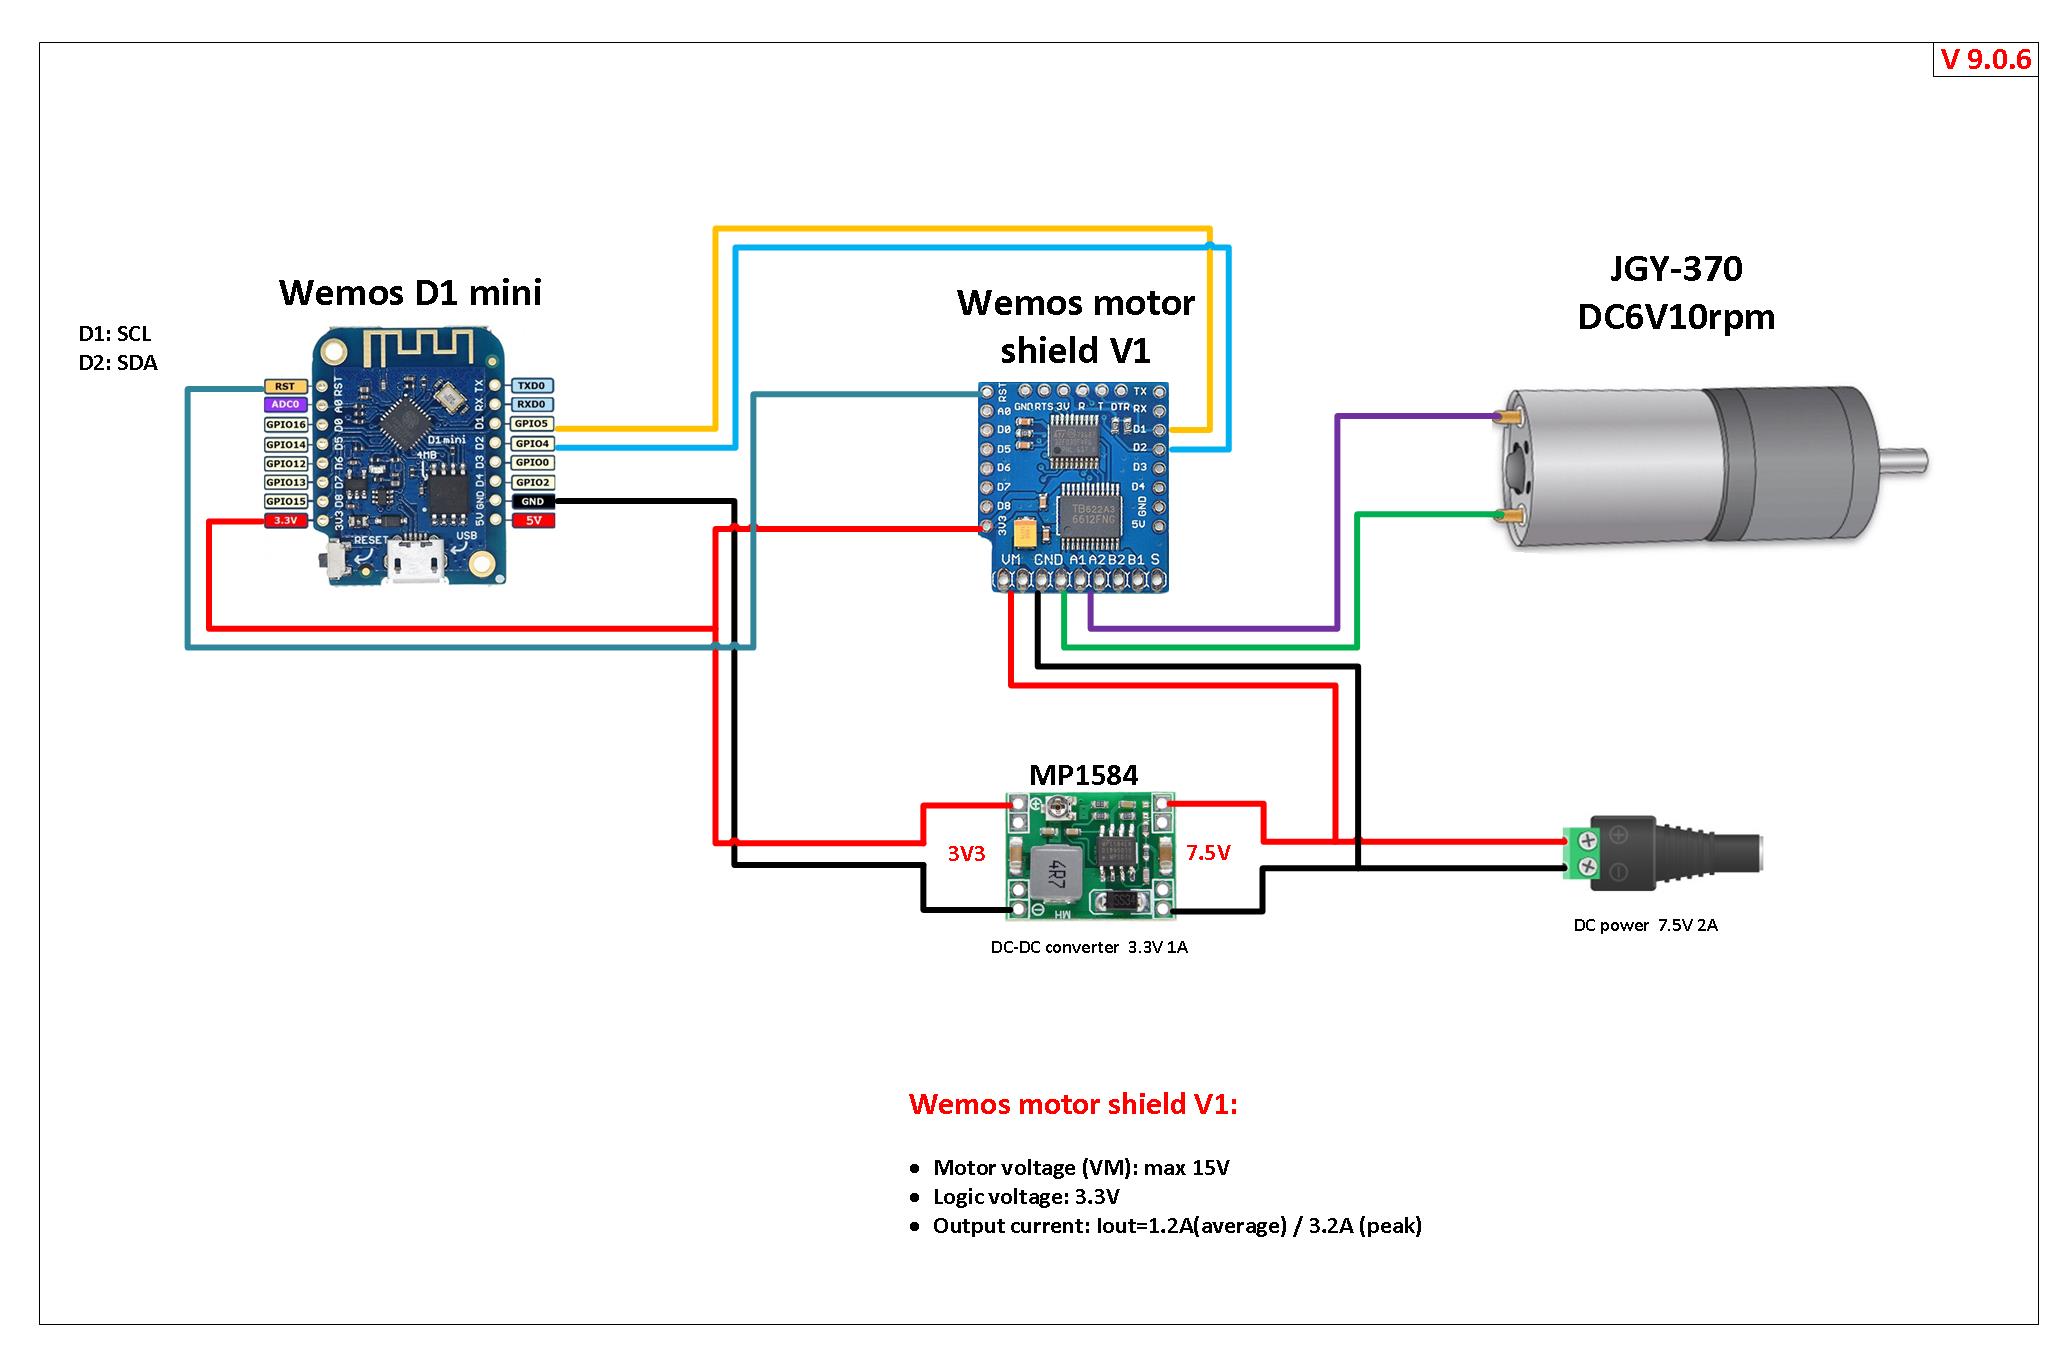 V 9.0.6
Wemos D1 mini
D1: SCL
D2: SDA
RST
ADC0
GPIO16
GPIO14
GPIO12
GPIO13
GPIO15
3.3V
RST
A0
D0
D5
D6
D7
D8
3V3
D1 mini
4MB
RESET
USB
TX
RX
D1
D2
D3
D4
GND
5V
TXD0
RXD0
GPIO5
GPIO4
GPIO0
GPIO2
GND
5V
Wemos motor
shield V1
RST
A0
D0
D5
D6
D7
D8
3V3
GND RTS 3V R T DTR
TX
RX
D1
D2
D3
D4
GND
5V
TB622A3
6612FNG
VM GND A1 A2 B2 B1 S
JGY-370
DC6V10rpm
MP1584
3V3
4R7
SS34
MH
7.5V
DC-DC converter 3.3V 1A
DC power 7.5V 2A
Wemos motor shield V1:
• Motor voltage (VM): max 15V
• Logic voltage: 3.3V
• Output current: Iout=1.2A(average) / 3.2A (peak)